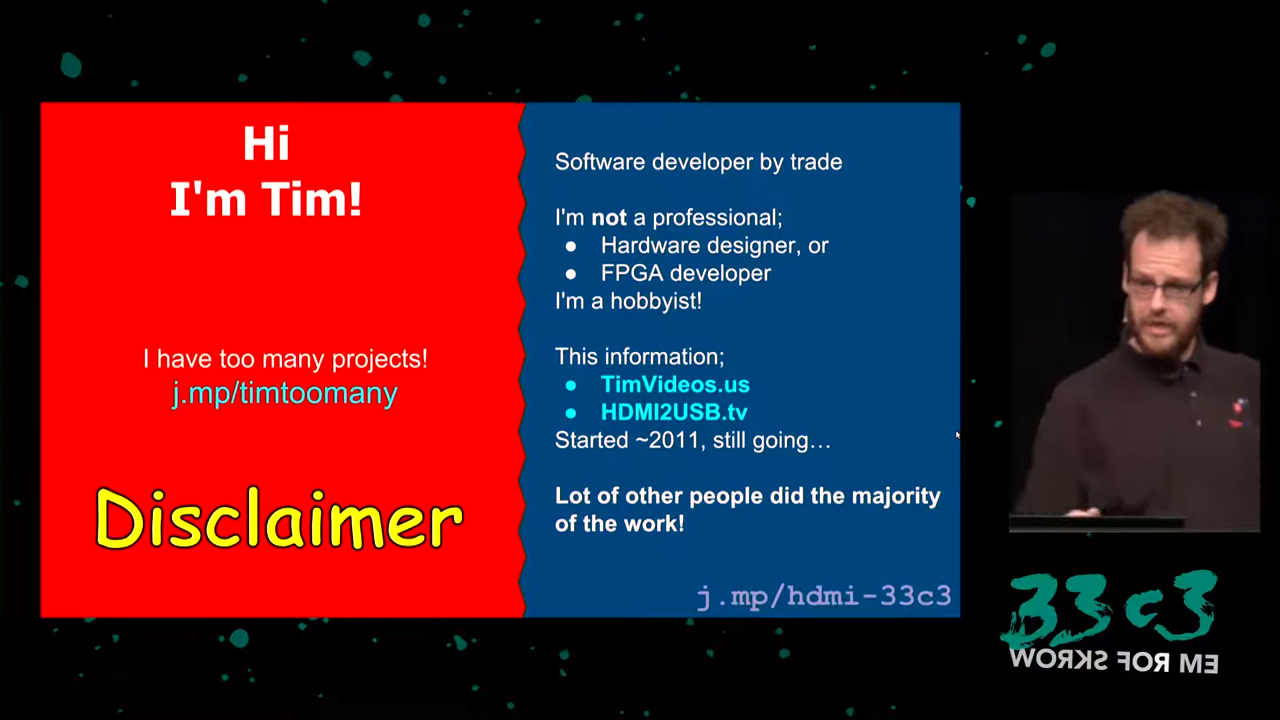 Hi
I'm Tim!
I have too many projects!
j.mp/timtoomany
Disclaimer
Software developer by trade
I'm not a professional;
● Hardware designer, or
● FPGA developer
I'm a hobbyist!
This information;
● TimVideos.us
● HDMI2USB.tv
Started ~2011, still going…
Lot of other people did the majority
of the work!
j.mp/hdmi-33c3
33c3
WORKS FOR ME